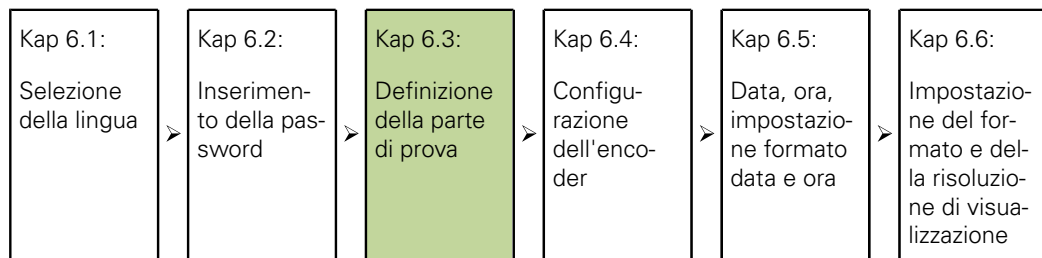 Kap 6.1:
Selezione
della lingua
➢
Kap 6.2:
Inserimen-
to della pas-
sword
➢
Kap 6.3:
Definizione
della parte
di prova
➢
Kap 6.4:
Configu-
razione
dell'enco-
der
➢
Kap 6.5:
Data, ora,
impostazio-
ne formato
data e ora
➢
Kap 6.6:
Impostazio-
ne del for-
mato e del-
la risoluzio-
ne di visua-
lizzazione